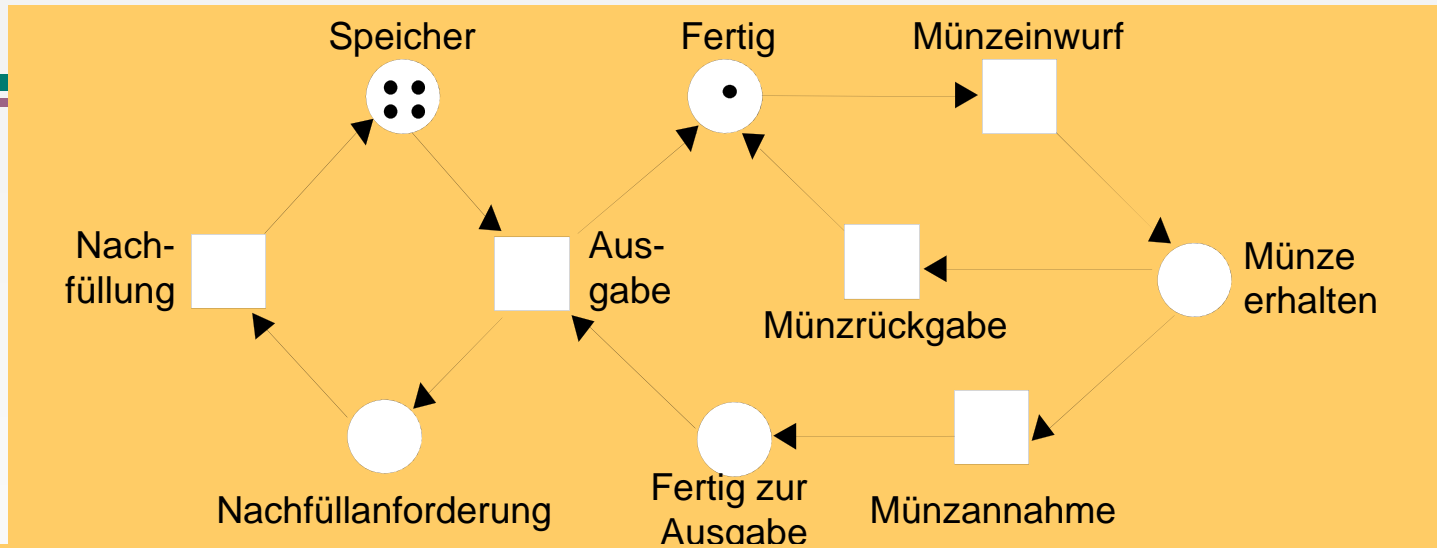 Speicher
Fertig
Münzeinwurf
Nach-
füllung
Aus-
gabe
Münzrückgabe
Münze
erhalten
Nachfüllanforderung
Fertig zur
Ausgabe
Münzannahme